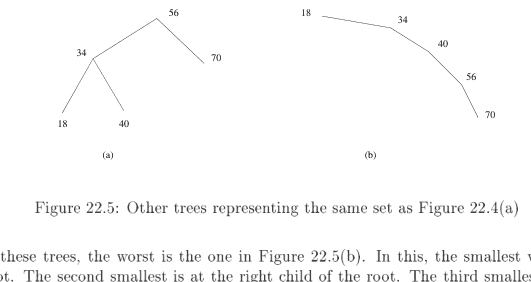 56
34
70
18
40
(a)
18
34
40
56
70
(b)
Figure 22.5: Other trees representing the same set as Figure 22.4(a)
these trees, the worst is the one in Figure 22.5(b). In this, the smallest
The second smallest is at the right child of the root. The third